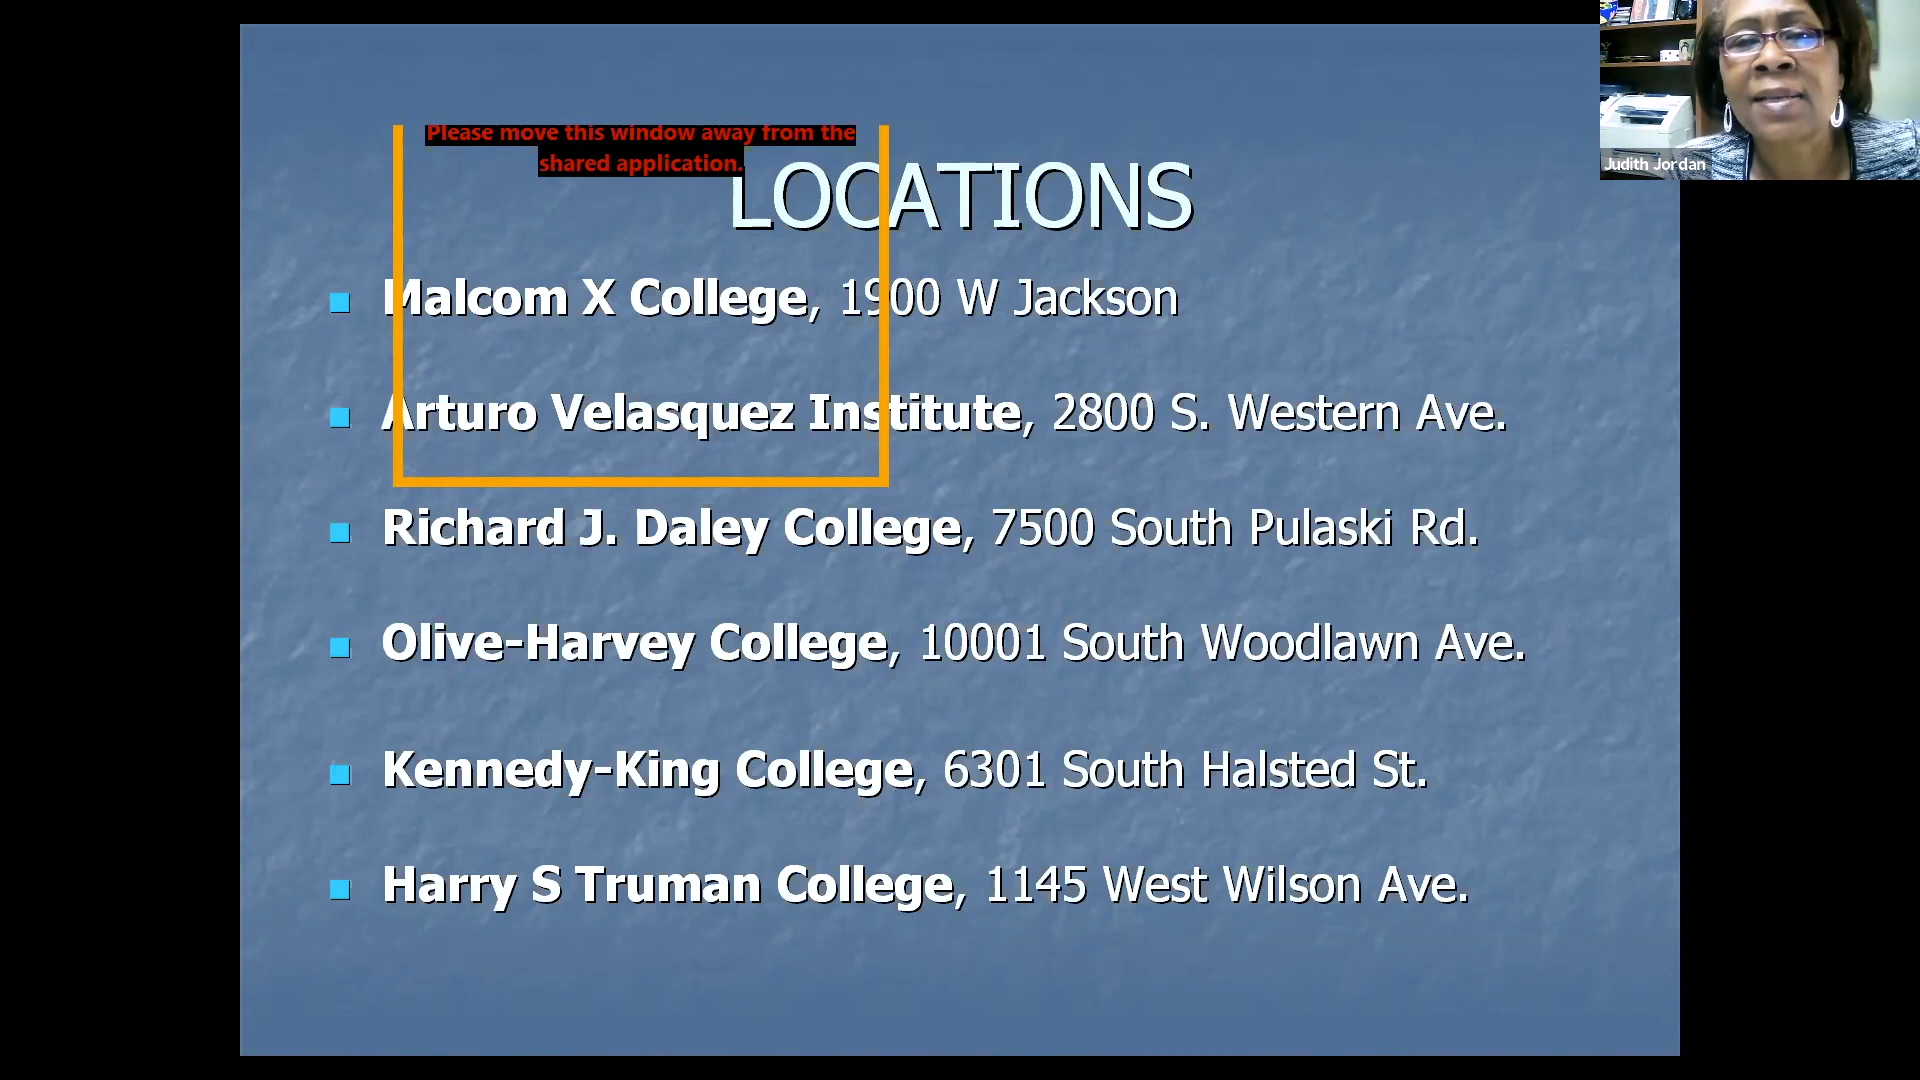 Please move this window away from the
shared application.
LOCATIONS
Malcom X College, 1900 W Jackson
Arturo Velasquez Institute, 2800 S. Western Ave.
Richard J. Daley College, 7500 South Pulaski Rd.
Olive-Harvey College, 10001 South Woodlawn Ave.
Kennedy-King College, 6301 South Halsted St.
Harry S Truman College, 1145 West Wilson Ave.
Judith Jordan